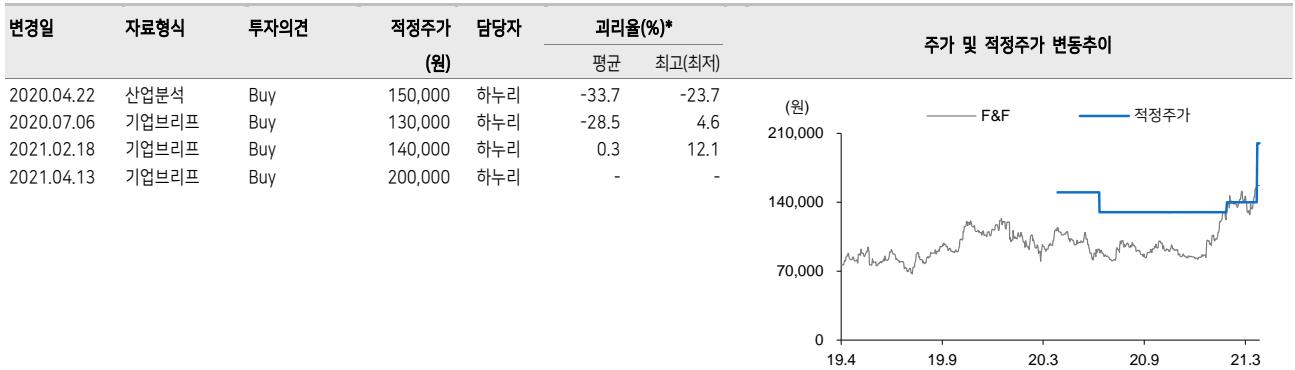 변경일 자료형식 투자의견 적정주가 담당자 괴리율(%)* 주가 및 적정주가 변동추이
(원) 평균 최고(최저)
2020.04.22 산업분석 Buy 150,000 하누리 -33.7 -23.7
2020.07.06 기업브리프 Buy 130,000 하누리 -28.5 4.6
2021.02.18 기업브리프 Buy 140,000 하누리 0.3 12.1
2021.04.13 기업브리프 Buy 200,000 하누리 - -
(원)
F&F 적정주가
210,000
140,000
70,000
0
19.4 19.9 20.3 20.9 21.3